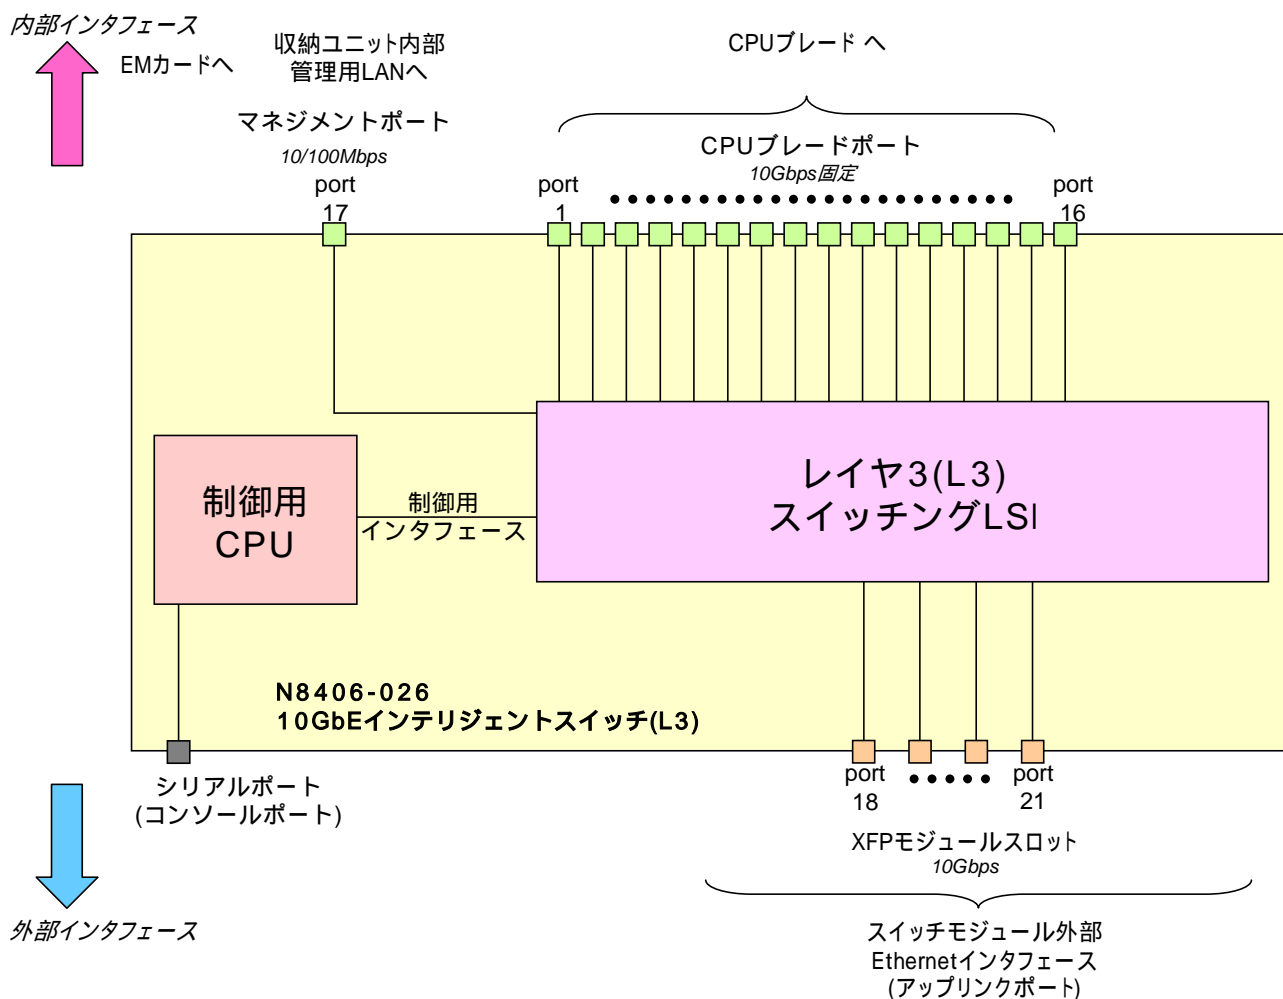 内部インタフェース
EMカードへ
収納ユニット内部
管理用LANへ
CPUブレード へ
マネジメントポート
10/100Mbps
port
17
CPUブレードポート
10Gbps固定
port
1
port
16
制御用
CPU
制御用
インタフェース
レイヤ3(L3)
スイッチングLSI
N8406-026
10GbEインテリジェントスイッチ(L3)
シリアルポート
(コンソールポート)
port
18
port
21
XFPモジュールスロット
10Gbps
外部インタフェース
スイッチモジュール外部
Ethernetインタフェース
(アップリンクポート)